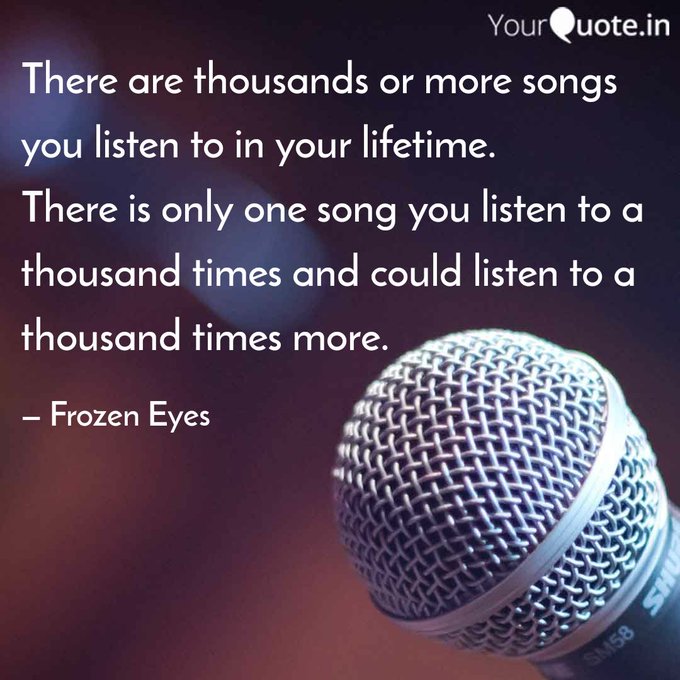 YourQuote.in
There are thousands or more songs
you listen to in your lifetime.
There is only one song you listen to a
thousand times and could listen to a
thousand times more.
– Frozen Eyes
SM58